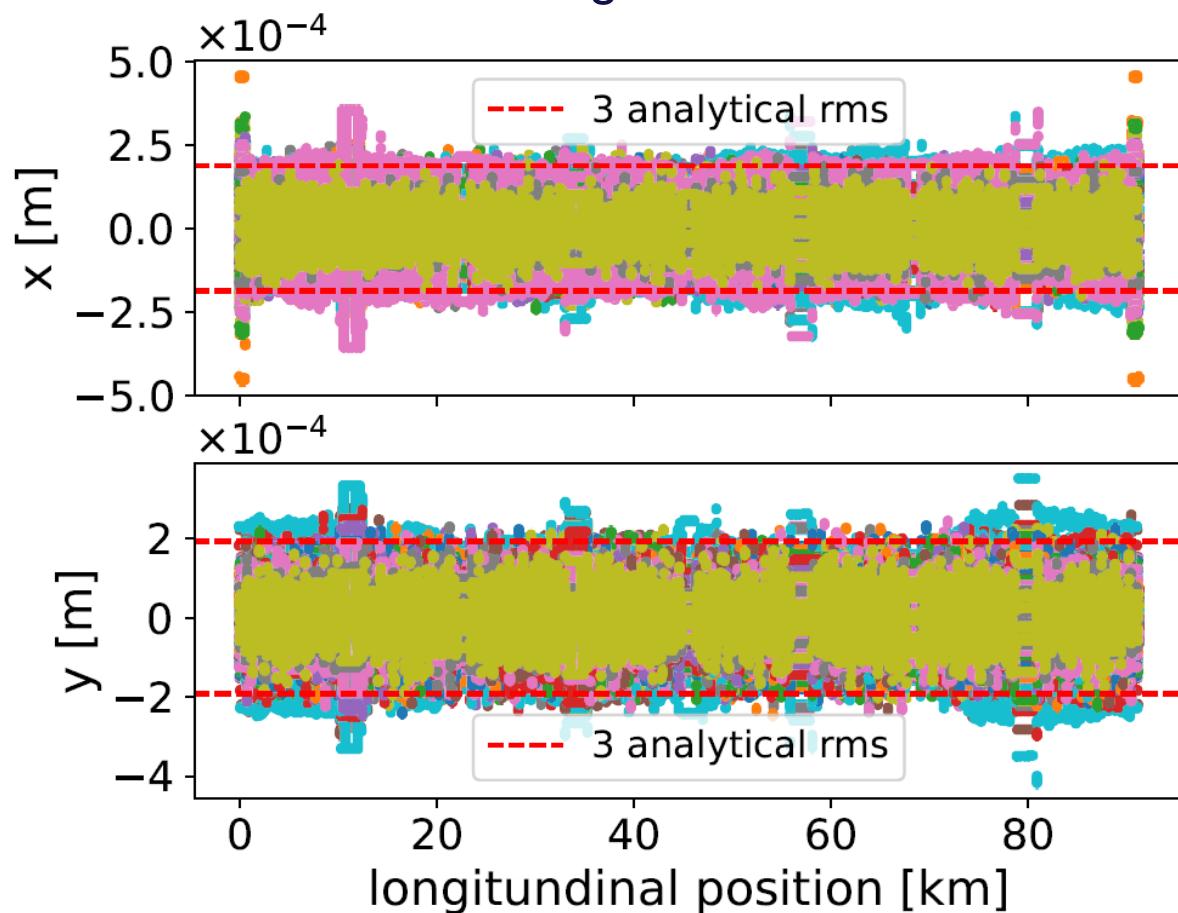 ×10⁻⁴
5.0
2.5
0.0
−2.5
−5.0
x [m]
3 analytical rms
×10⁻⁴
2
0
−2
−4
y [m]
3 analytical rms
0 20 40 60 80
longitundinal position [km]